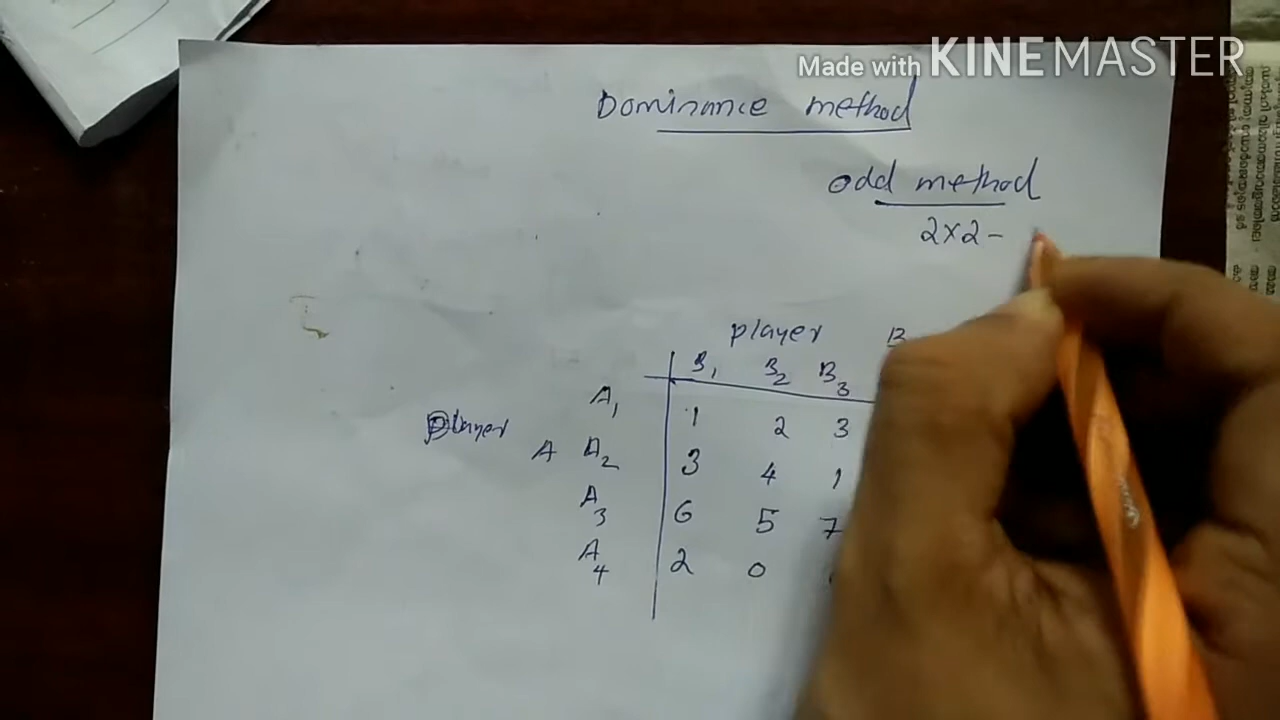 Made with KINEMASTER
Dominance method
odd method
2x2 -
player B
B1 B2 B3
A1 1 2 3
player
A A2 3 4 1
A3 6 5 7
A4 2 0